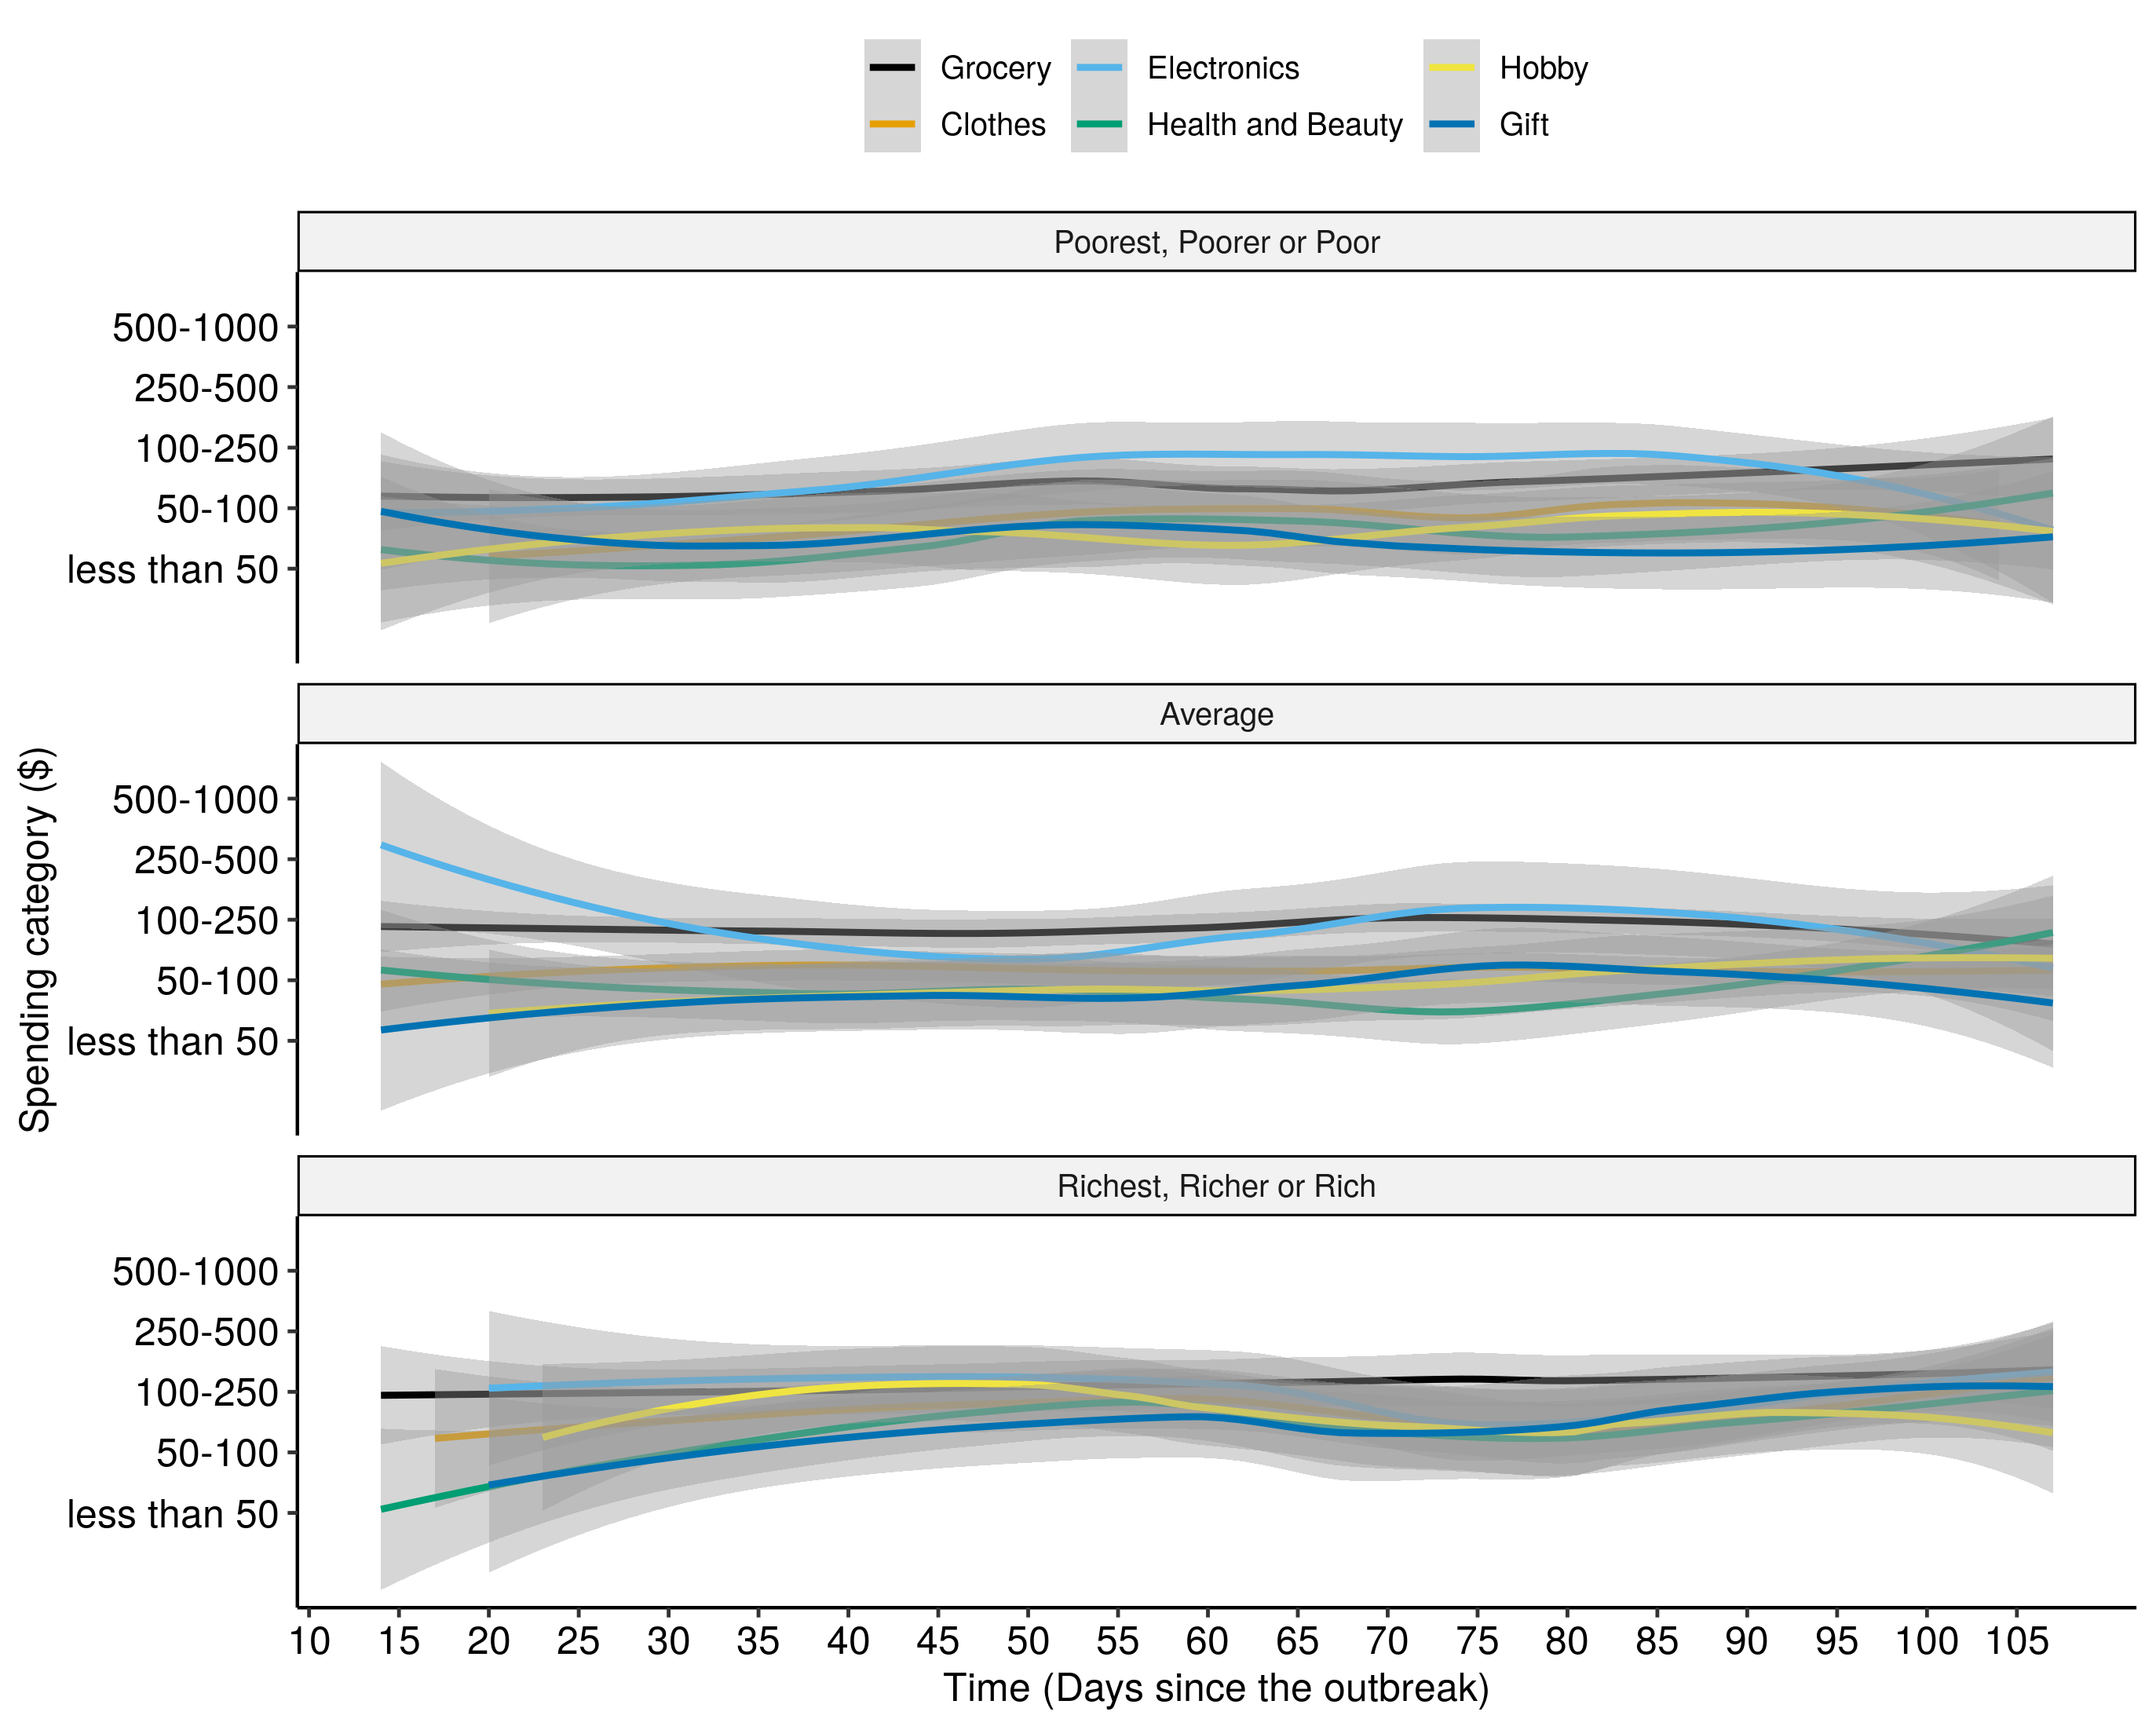 Grocery Electronics Hobby
Clothes Health and Beauty Gift
Poorest, Poorer or Poor
500-1000
250-500
100-250
50-100
less than 50
Average
500-1000
250-500
100-250
50-100
less than 50
Spending category ($)
Richest, Richer or Rich
500-1000
250-500
100-250
50-100
less than 50
10 15 20 25 30 35 40 45 50 55 60 65 70 75 80 85 90 95 100 105
Time (Days since the outbreak)